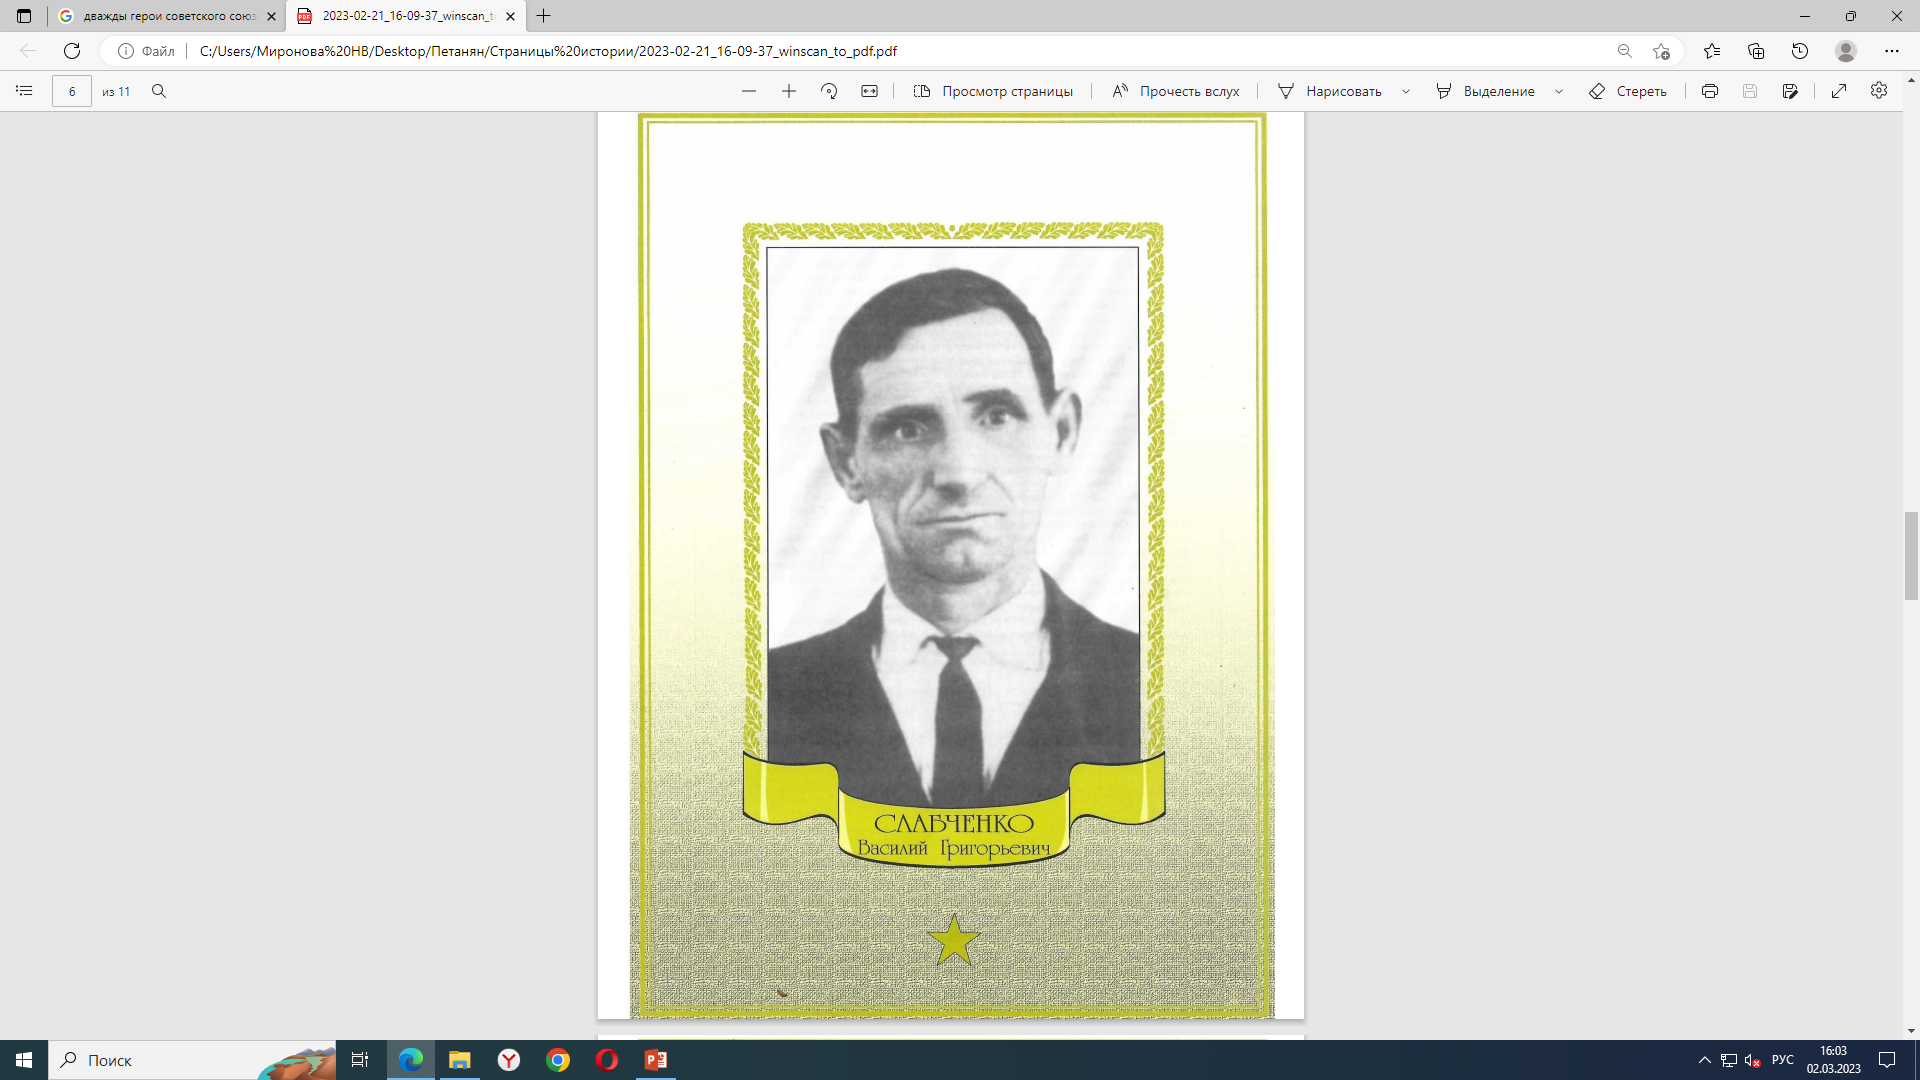 дважды герои советского союз
2023-02-21_16-09-37_winscan_to
Файл
C:/Users/Миронова%20НВ/Desktop/Петанян/Страницы%20истории/2023-02-21_16-09-37_winscan_to_pdf.pdf
6 из 11
Просмотр страницы
Прочесть вслух
Нарисовать
Выделение
Стереть
СЛАБЧЕНКО
Василий Григорьевич
Поиск
РУС
16:03
02.03.2023